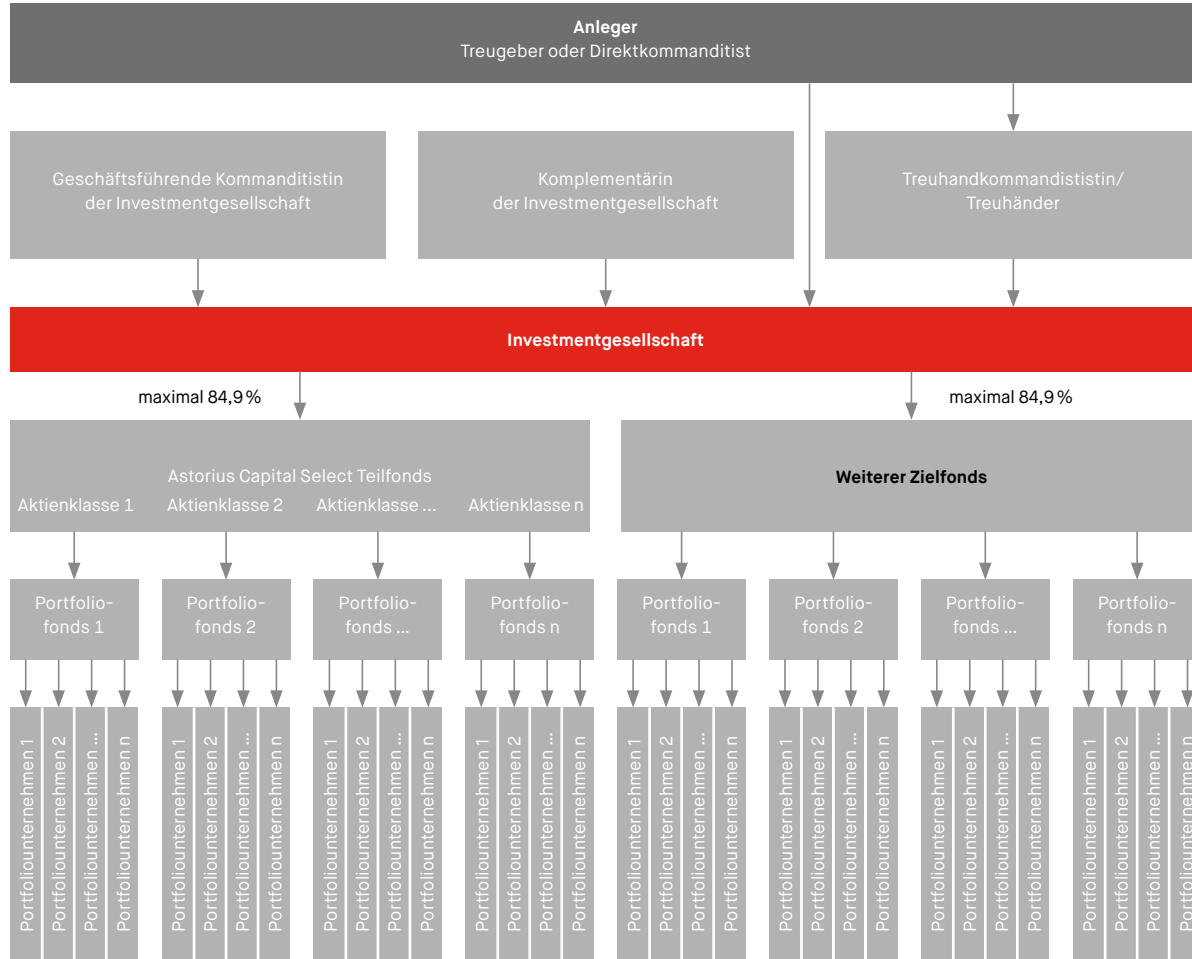 Anleger
Treugeber oder Direktkommanditist
Geschäftsführende Kommanditistin
der Investmentgesellschaft
Komplementärin
der Investmentgesellschaft
Treuhandkommandististin/
Treuhänder
Investmentgesellschaft
maximal 84,9 %
maximal 84,9 %
Astorius Capital Select Teilfonds
Aktienklasse 1
Aktienklasse 2
Aktienklasse ...
Aktienklasse n
Weiterer Zielfonds
Portfolio-
fonds 1
Portfolio-
fonds 2
Portfolio-
fonds ...
Portfolio-
fonds n
Portfolio-
fonds 1
Portfolio-
fonds 2
Portfolio-
fonds ...
Portfolio-
fonds n
Portfoliounternehmen 1
Portfoliounternehmen 2
Portfoliounternehmen ...
Portfoliounternehmen n
Portfoliounternehmen 1
Portfoliounternehmen 2
Portfoliounternehmen ...
Portfoliounternehmen n
Portfoliounternehmen 1
Portfoliounternehmen 2
Portfoliounternehmen ...
Portfoliounternehmen n
Portfoliounternehmen 1
Portfoliounternehmen 2
Portfoliounternehmen ...
Portfoliounternehmen n
Portfoliounternehmen 1
Portfoliounternehmen 2
Portfoliounternehmen ...
Portfoliounternehmen n
Portfoliounternehmen 1
Portfoliounternehmen 2
Portfoliounternehmen ...
Portfoliounternehmen n
Portfoliounternehmen 1
Portfoliounternehmen 2
Portfoliounternehmen ...
Portfoliounternehmen n
Portfoliounternehmen 1
Portfoliounternehmen 2
Portfoliounternehmen ...
Portfoliounternehmen n